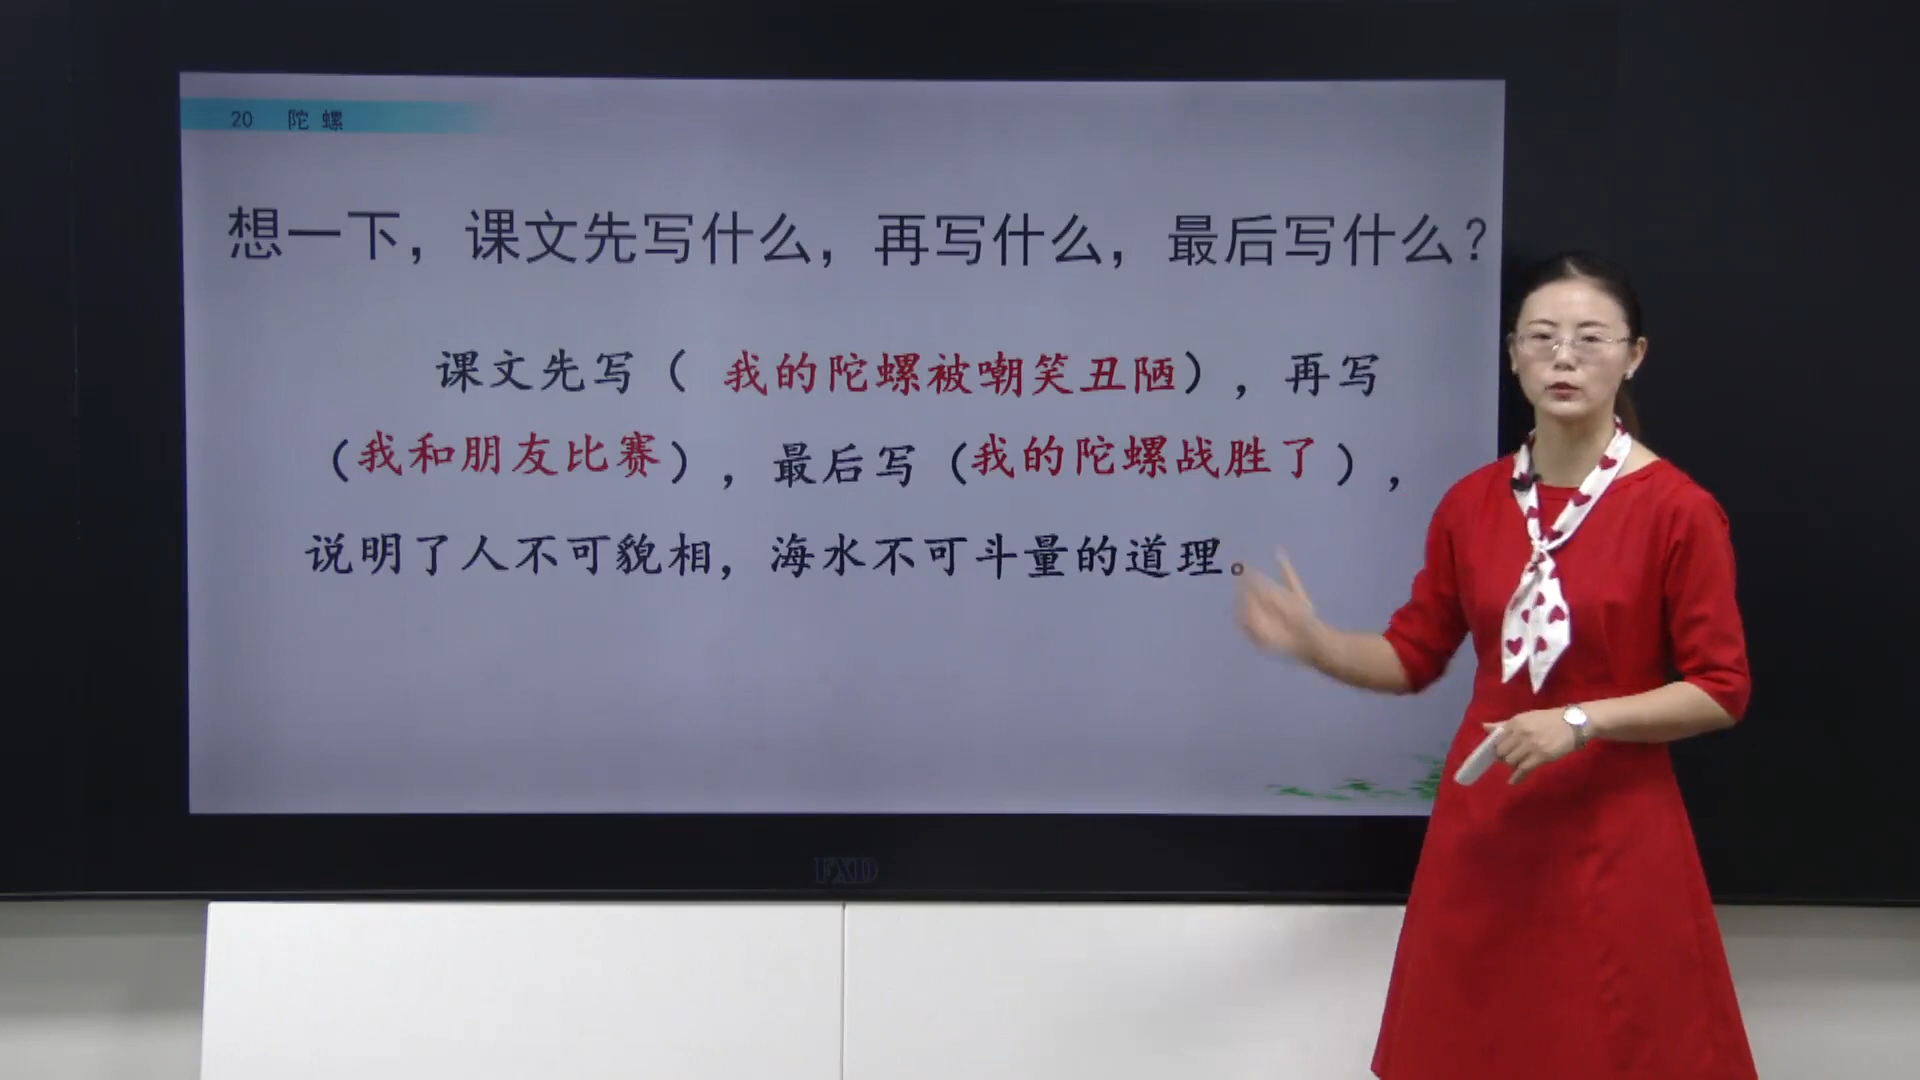 20 陀 螺
想一下，课文先写什么，再写什么，最后写什么？
课文先写（ 我的陀螺被嘲笑丑陋），再写
（我和朋友比赛），最后写（我的陀螺战胜了），
说明了人不可貌相，海水不可斗量的道理。
FXD